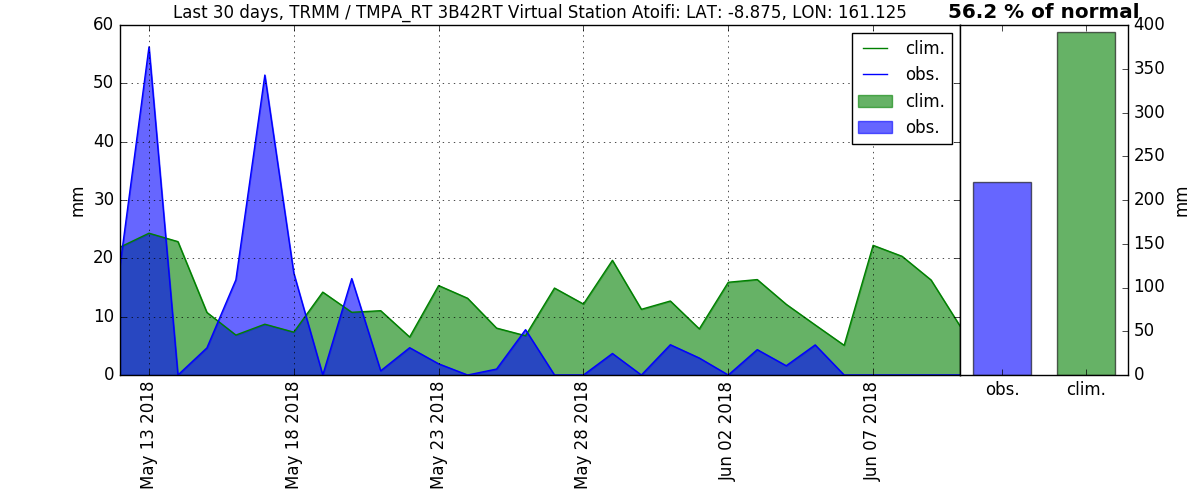 Last 30 days, TRMM / TMPA_RT 3B42RT Virtual Station Atoifi: LAT: -8.875, LON: 161.125
56.2 % of normal
60
50
40
30
20
10
0
mm
clim.
obs.
clim.
obs.
May 13 2018
May 18 2018
May 23 2018
May 28 2018
Jun 02 2018
Jun 07 2018
400
350
300
250
200
150
100
50
0
mm
obs.
clim.